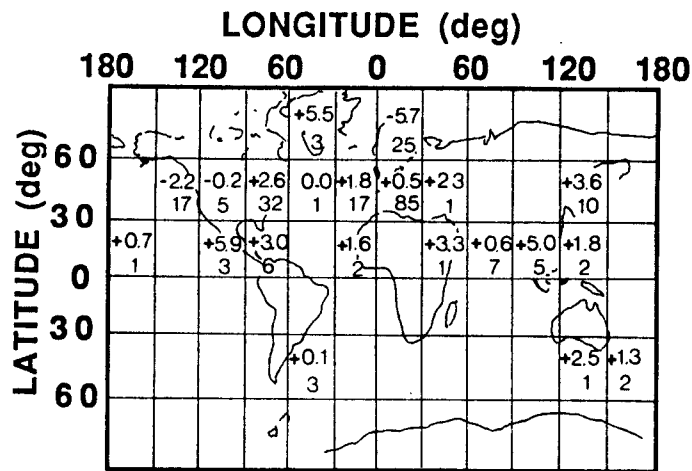 LONGITUDE (deg)
180 120 60 0 60 120 180
LATITUDE (deg)
+5.5 -5.7
3 25
60
-2.2 -0.2 +2.6 0.0 +1.8 +0.5 +2.3 +3.6
17 5 32 1 17 85 1 10
30
+0.7 +5.9 +3.0 +1.6 +3.3 +0.6 +5.0 +1.8
1 3 6 2 1 7 5 2
0
30
+0.1 +2.5 +1.3
3 1 2
60